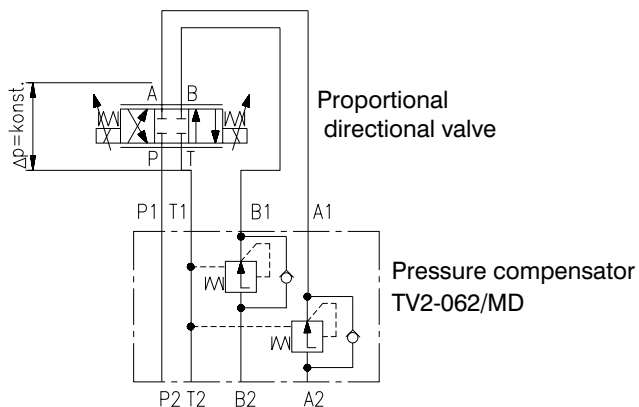 Δp=konst.
A B
P T
Proportional
directional valve
P1 T1 B1 A1
Pressure compensator
TV2-062/MD
P2 T2 B2 A2